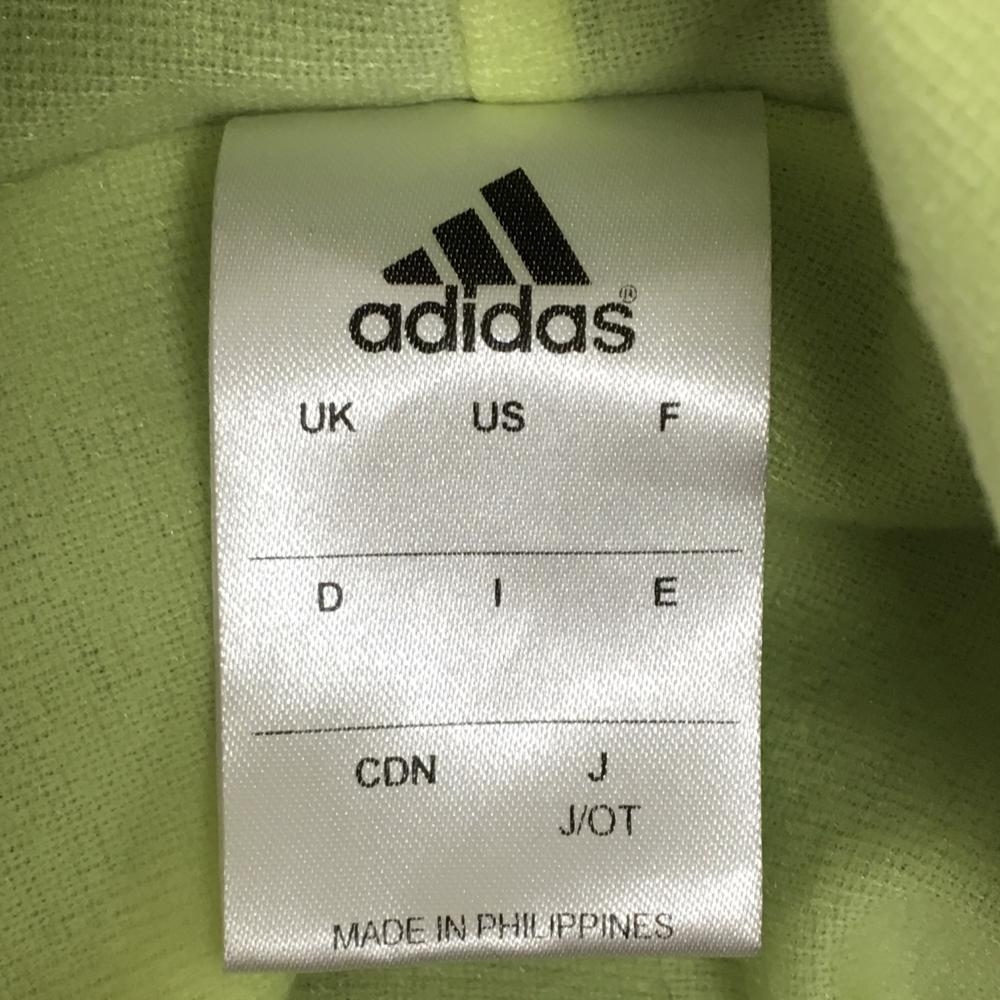 adidas®
UK US F
D I E
CDN J
J/OT
MADE IN PHILIPPINES